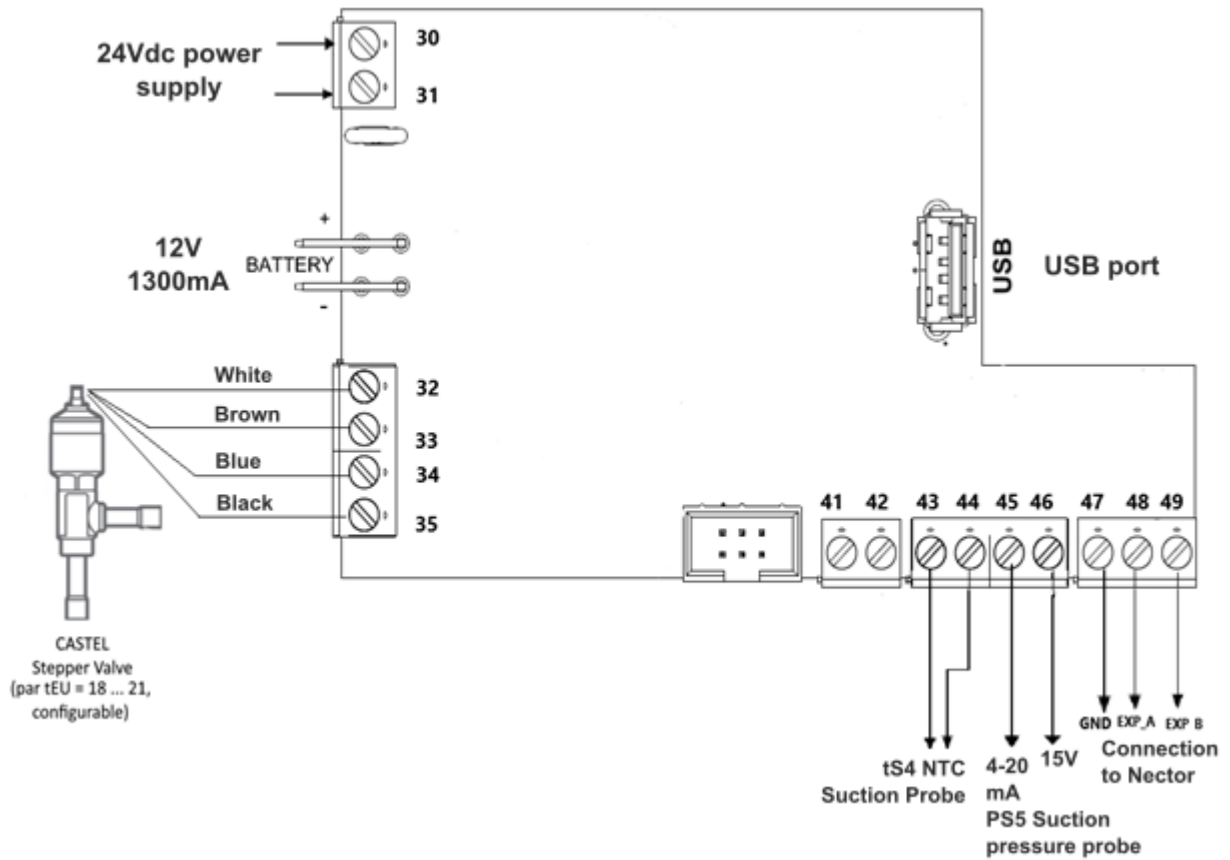 24Vdc power
supply
30
31
+
12V
1300mA
BATTERY
-
USB
USB port
White
32
Brown
33
Blue
34
Black
35
CASTEL
Stepper Valve
(par tEU = 18 ... 21,
configurable)
41 42 43 44 45 46 47 48 49
tS4 NTC
Suction Probe
4-20
mA
PS5 Suction
pressure probe
15V
GND EXP_A EXP B
Connection
to Nector